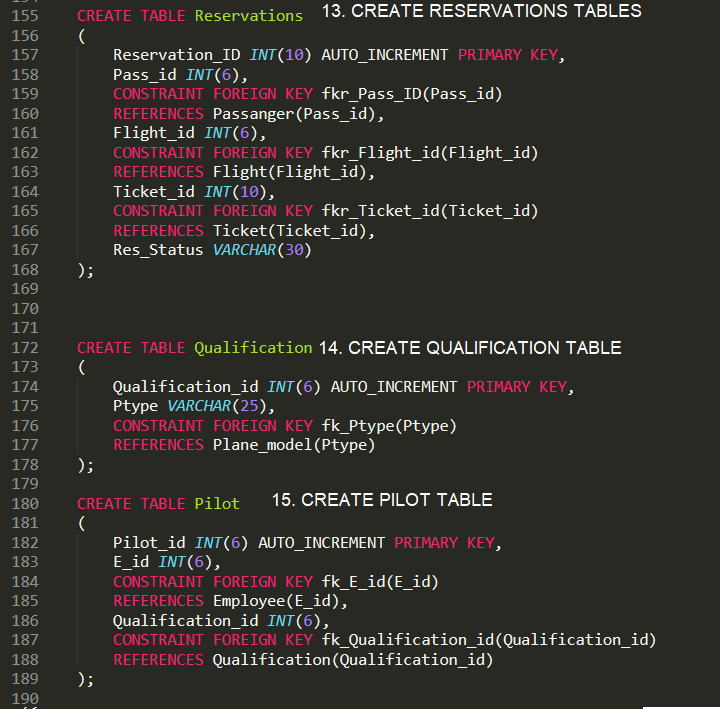 155 CREATE TABLE Reservations 13. CREATE RESERVATIONS TABLES
156 (
157 Reservation_ID INT(10) AUTO_INCREMENT PRIMARY KEY,
158 Pass_id INT(6),
159 CONSTRAINT FOREIGN KEY fkr_Pass_ID(Pass_id)
160 REFERENCES Passanger(Pass_id),
161 Flight_id INT(6),
162 CONSTRAINT FOREIGN KEY fkr_Flight_id(Flight_id)
163 REFERENCES Flight(Flight_id),
164 Ticket_id INT(10),
165 CONSTRAINT FOREIGN KEY fkr_Ticket_id(Ticket_id)
166 REFERENCES Ticket(Ticket_id),
167 Res_Status VARCHAR(30)
168 );
169
170
171
172 CREATE TABLE Qualification 14. CREATE QUALIFICATION TABLE
173 (
174 Qualification_id INT(6) AUTO_INCREMENT PRIMARY KEY,
175 Ptype VARCHAR(25),
176 CONSTRAINT FOREIGN KEY fk_Ptype(Ptype)
177 REFERENCES Plane_model(Ptype)
178 );
179
180 CREATE TABLE Pilot 15. CREATE PILOT TABLE
181 (
182 Pilot_id INT(6) AUTO_INCREMENT PRIMARY KEY,
183 E_id INT(6),
184 CONSTRAINT FOREIGN KEY fk_E_id(E_id)
185 REFERENCES Employee(E_id),
186 Qualification_id INT(6),
187 CONSTRAINT FOREIGN KEY fk_Qualification_id(Qualification_id)
188 REFERENCES Qualification(Qualification_id)
189 );
190